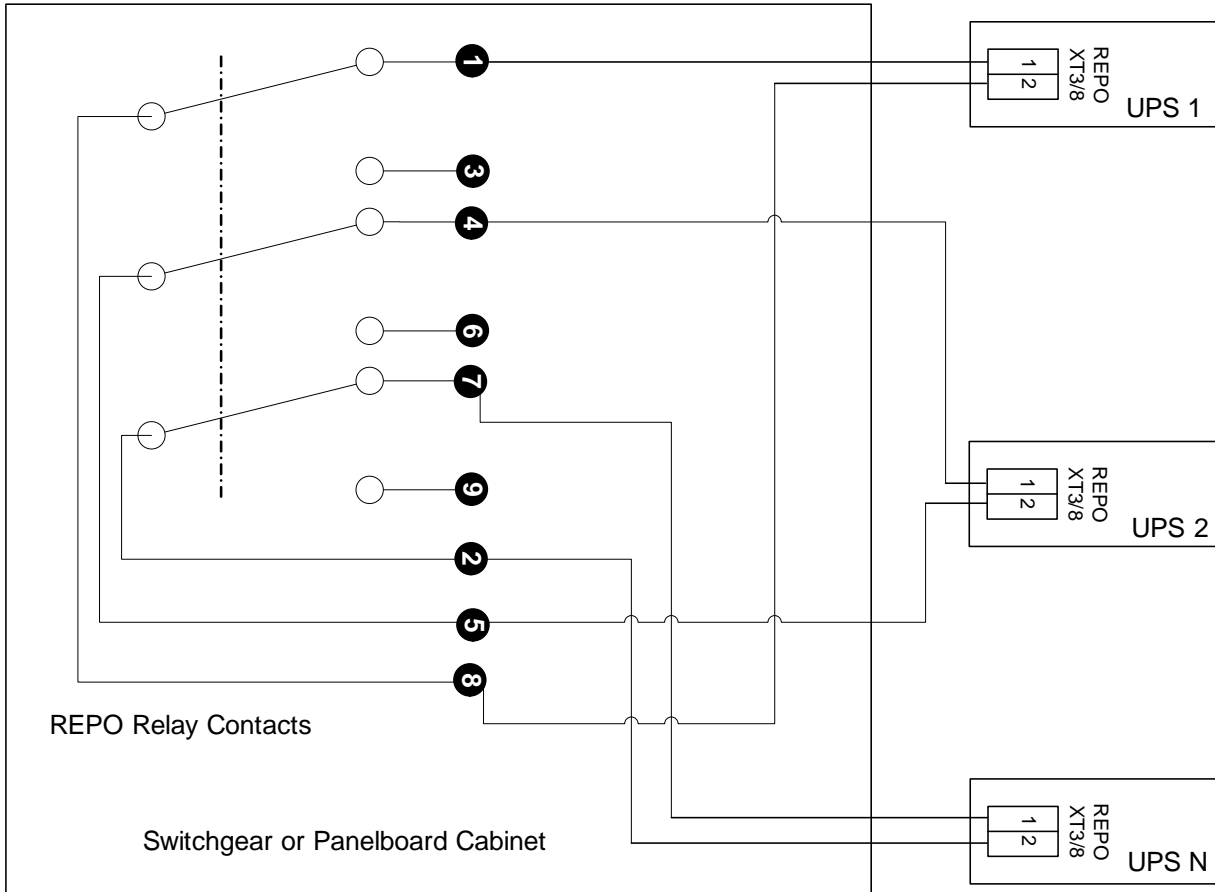 1
3
4
6
7
9
2
5
8
REPO Relay Contacts
Switchgear or Panelboard Cabinet
1
2
REPO
XT3/8
UPS 1
1
2
REPO
XT3/8
UPS 2
1
2
REPO
XT3/8
UPS N